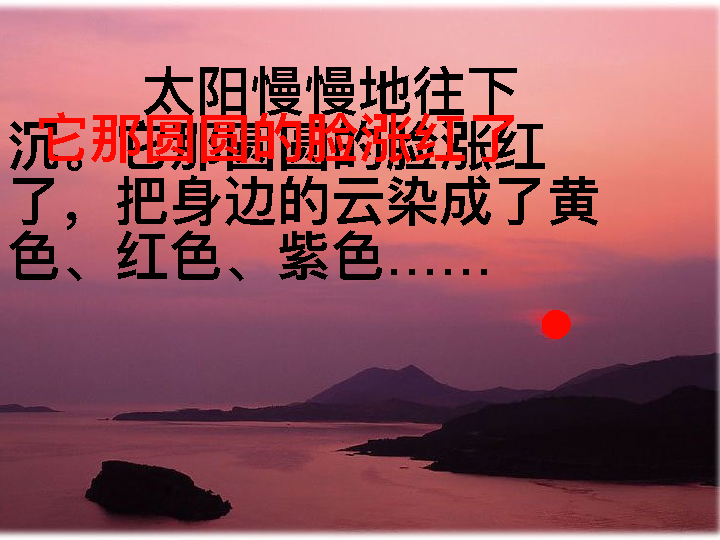 太阳慢慢地往下
沉。它那圆圆的脸涨红
它那圆圆的脸涨红了
了，把身边的云染成了黄
色、红色、紫色……